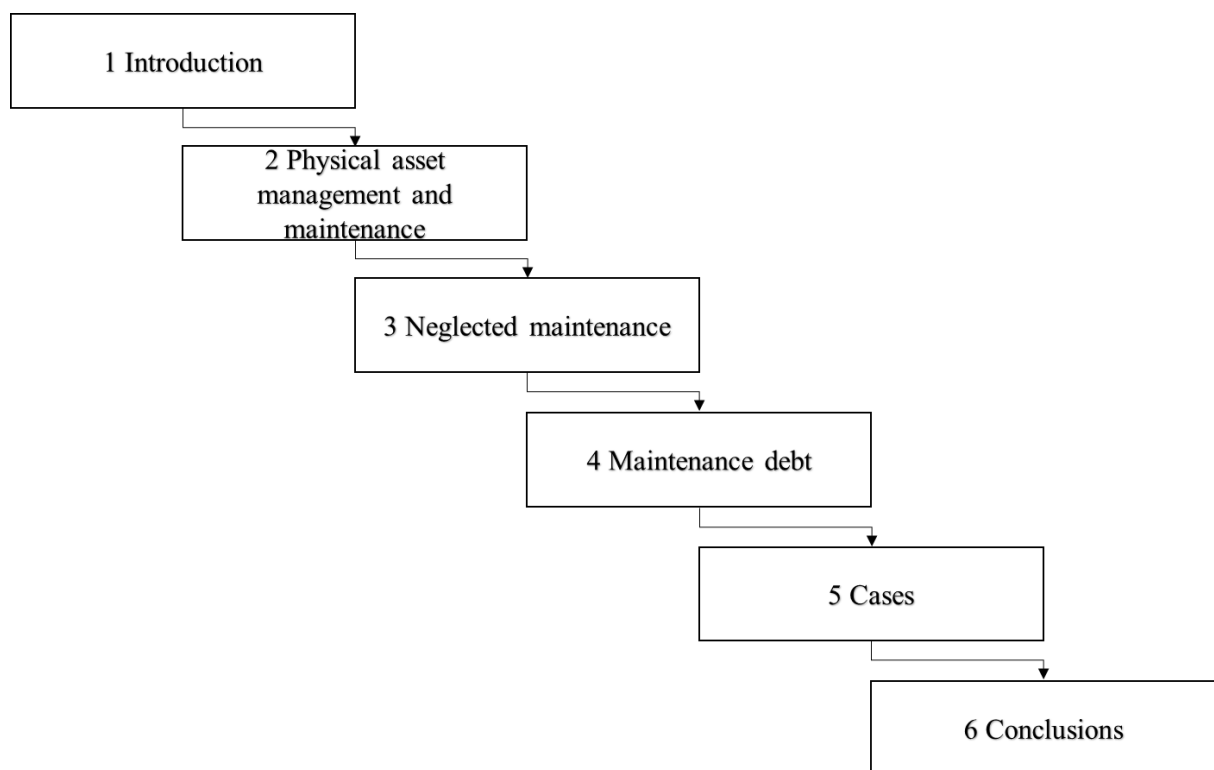 1 Introduction
2 Physical asset
management and
maintenance
3 Neglected maintenance
4 Maintenance debt
5 Cases
6 Conclusions